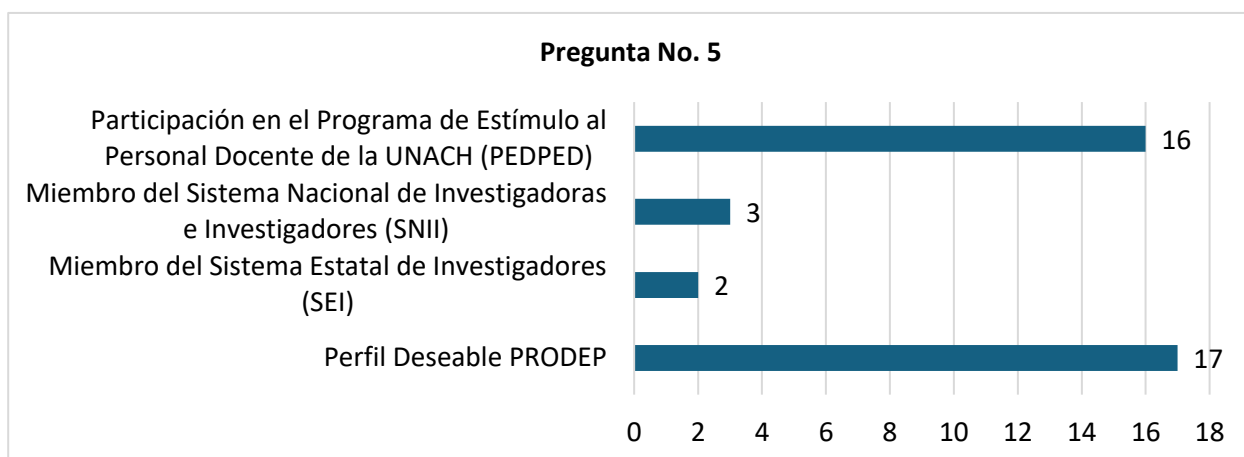 Pregunta No. 5
Participación en el Programa de Estímulo al
Personal Docente de la UNACH (PEDPED)
16
Miembro del Sistema Nacional de Investigadoras
e Investigadores (SNII)
3
Miembro del Sistema Estatal de Investigadores
(SEI)
2
Perfil Deseable PRODEP
17
0 2 4 6 8 10 12 14 16 18